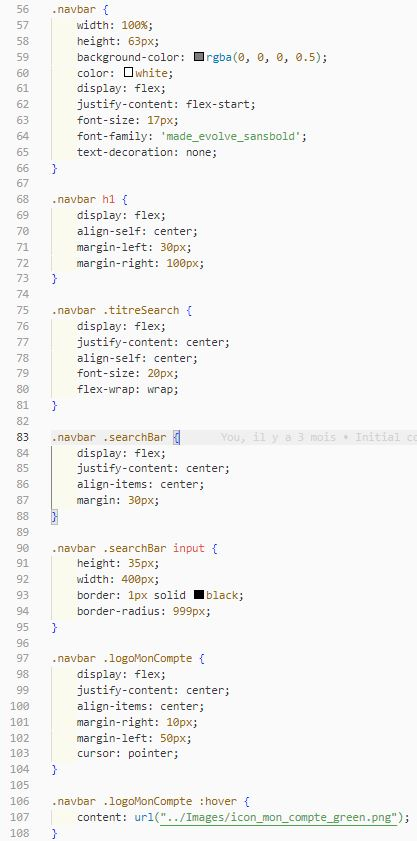 56 .navbar {
57 width: 100%;
58 height: 63px;
59 background-color: rgba(0, 0, 0, 0.5);
60 color: white;
61 display: flex;
62 justify-content: flex-start;
63 font-size: 17px;
64 font-family: 'made_evolve_sansbold';
65 text-decoration: none;
66 }
67
68 .navbar h1 {
69 display: flex;
70 align-self: center;
71 margin-left: 30px;
72 margin-right: 100px;
73 }
74
75 .navbar .titreSearch {
76 display: flex;
77 justify-content: center;
78 align-self: center;
79 font-size: 20px;
80 flex-wrap: wrap;
81 }
82
83 .navbar .searchBar { You, il y a 3 mois • Initial co
84 display: flex;
85 justify-content: center;
86 align-items: center;
87 margin: 30px;
88 }
89
90 .navbar .searchBar input {
91 height: 35px;
92 width: 400px;
93 border: 1px solid black;
94 border-radius: 999px;
95 }
96
97 .navbar .logoMonCompte {
98 display: flex;
99 justify-content: center;
100 align-items: center;
101 margin-right: 10px;
102 margin-left: 50px;
103 cursor: pointer;
104 }
105
106 .navbar .logoMonCompte :hover {
107 content: url("../Images/icon_mon_compte_green.png");
108 }